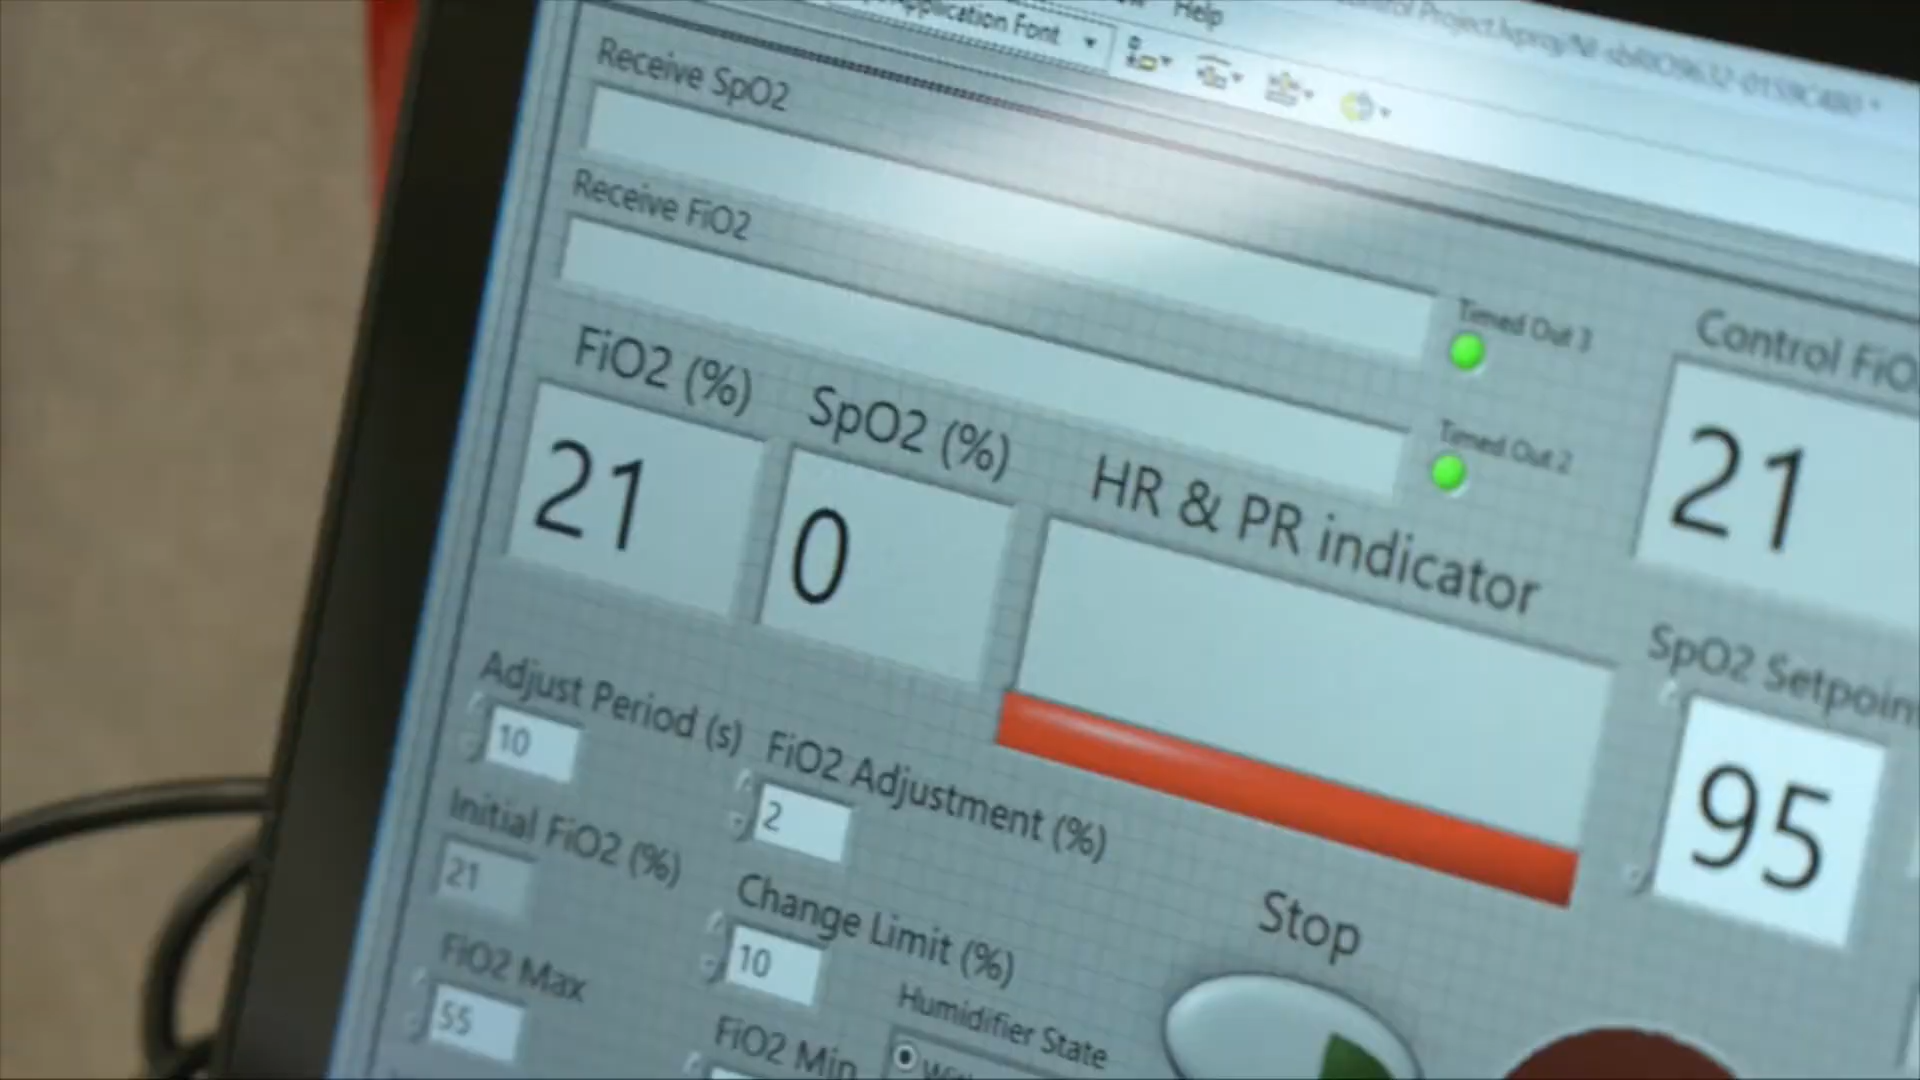 Help
Application Font
Receive SpO2
Receive FiO2
Timed Out 3
Timed Out 2
Control FiO
FiO2 (%)
SpO2 (%)
HR & PR indicator
21
0
21
SpO2 Setpoin
95
Adjust Period (s)
10
FiO2 Adjustment (%)
2
Initial FiO2 (%)
21
Change Limit (%)
10
Stop
FiO2 Max
55
Humidifier State
FiO2 Min